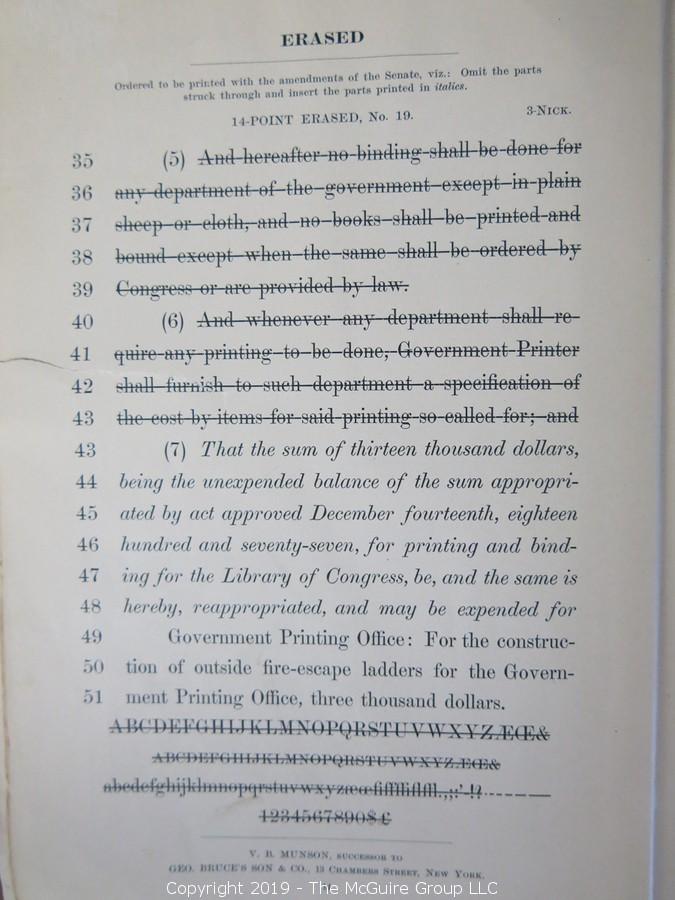 ERASED
Ordered to be printed with the amendments of the Senate, viz.: Omit the parts
struck through and insert the parts printed in italics.
14-POINT ERASED, No. 19. 3-NICK.
35 (5) And hereafter no binding shall be done for
36 any department of the government except in plain
37 sheep or cloth, and no books shall be printed and
38 bound except when the same shall be ordered by
39 Congress or are provided by law.
40 (6) And whenever any department shall re-
41 quire any printing to be done, Government Printer
42 shall furnish to such department a specification of
43 the cost by items for said printing so called for; and
43 (7) That the sum of thirteen thousand dollars,
44 being the unexpended balance of the sum appropri-
45 ated by act approved December fourteenth, eighteen
46 hundred and seventy-seven, for printing and bind-
47 ing for the Library of Congress, be, and the same is
48 hereby, reappropriated, and may be expended for
49 Government Printing Office: For the construc-
50 tion of outside fire-escape ladders for the Govern-
51 ment Printing Office, three thousand dollars.
ABCDEFGHIJKLMNOPQRSTUVWXYZÆŒ&
ABCDEFGHIJKLMNOPQRSTUVWXYZÆŒ&
abcdefghijklmnopqrstuvwxyzæœfiffffiflffl.,;:'-!?
1234567890$£
V. B. MUNSON, SUCCESSOR TO
GEO. BRUCE'S SON & CO., 13 CHAMBERS STREET, NEW YORK.
Copyright 2019 - The McGuire Group LLC